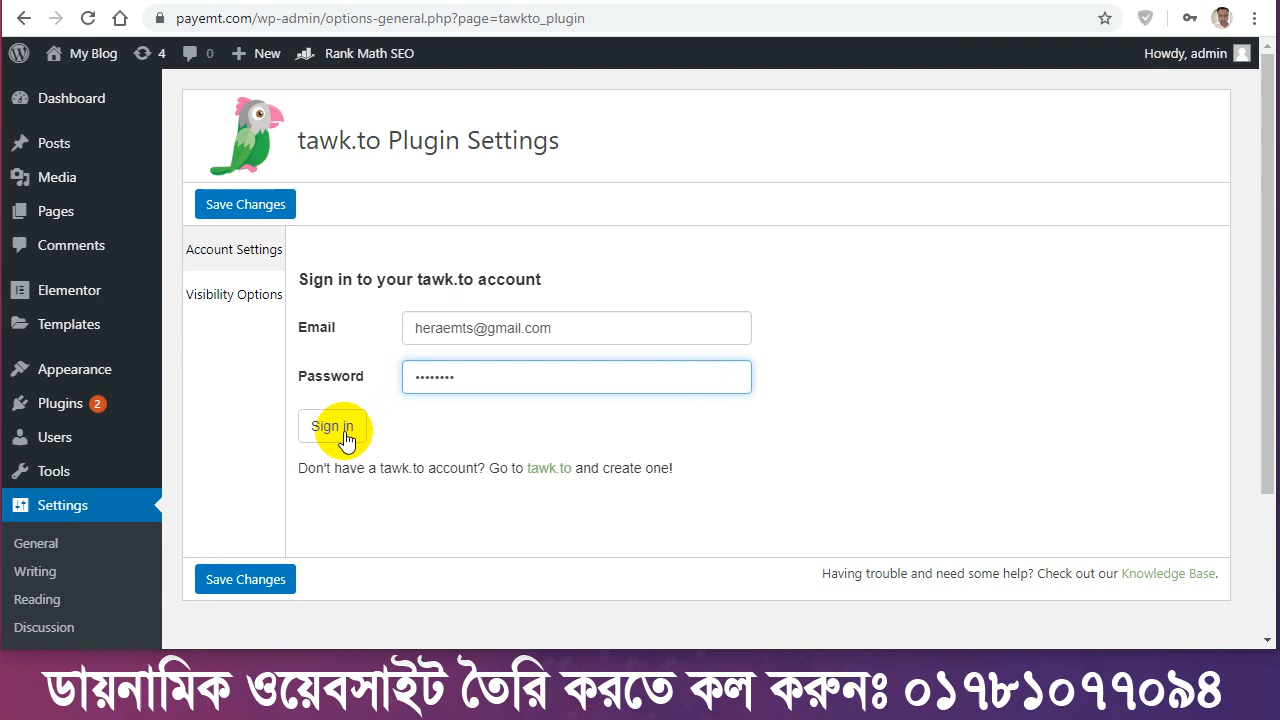 payemt.com/wp-admin/options-general.php?page=tawkto_plugin
My Blog 4 0 New Rank Math SEO Howdy, admin
Dashboard
Posts
Media
Pages
Comments
Elementor
Templates
Appearance
Plugins 2
Users
Tools
Settings
General
Writing
Reading
Discussion
tawk.to Plugin Settings
Save Changes
Account Settings
Visibility Options
Sign in to your tawk.to account
Email heraemts@gmail.com
Password ••••••••
Sign in
Don't have a tawk.to account? Go to tawk.to and create one!
Save Changes
Having trouble and need some help? Check out our Knowledge Base.
ডায়নামিক ওয়েবসাইট তৈরি করতে কল করুনঃ ০১৭৮১০৭৭০৯৪